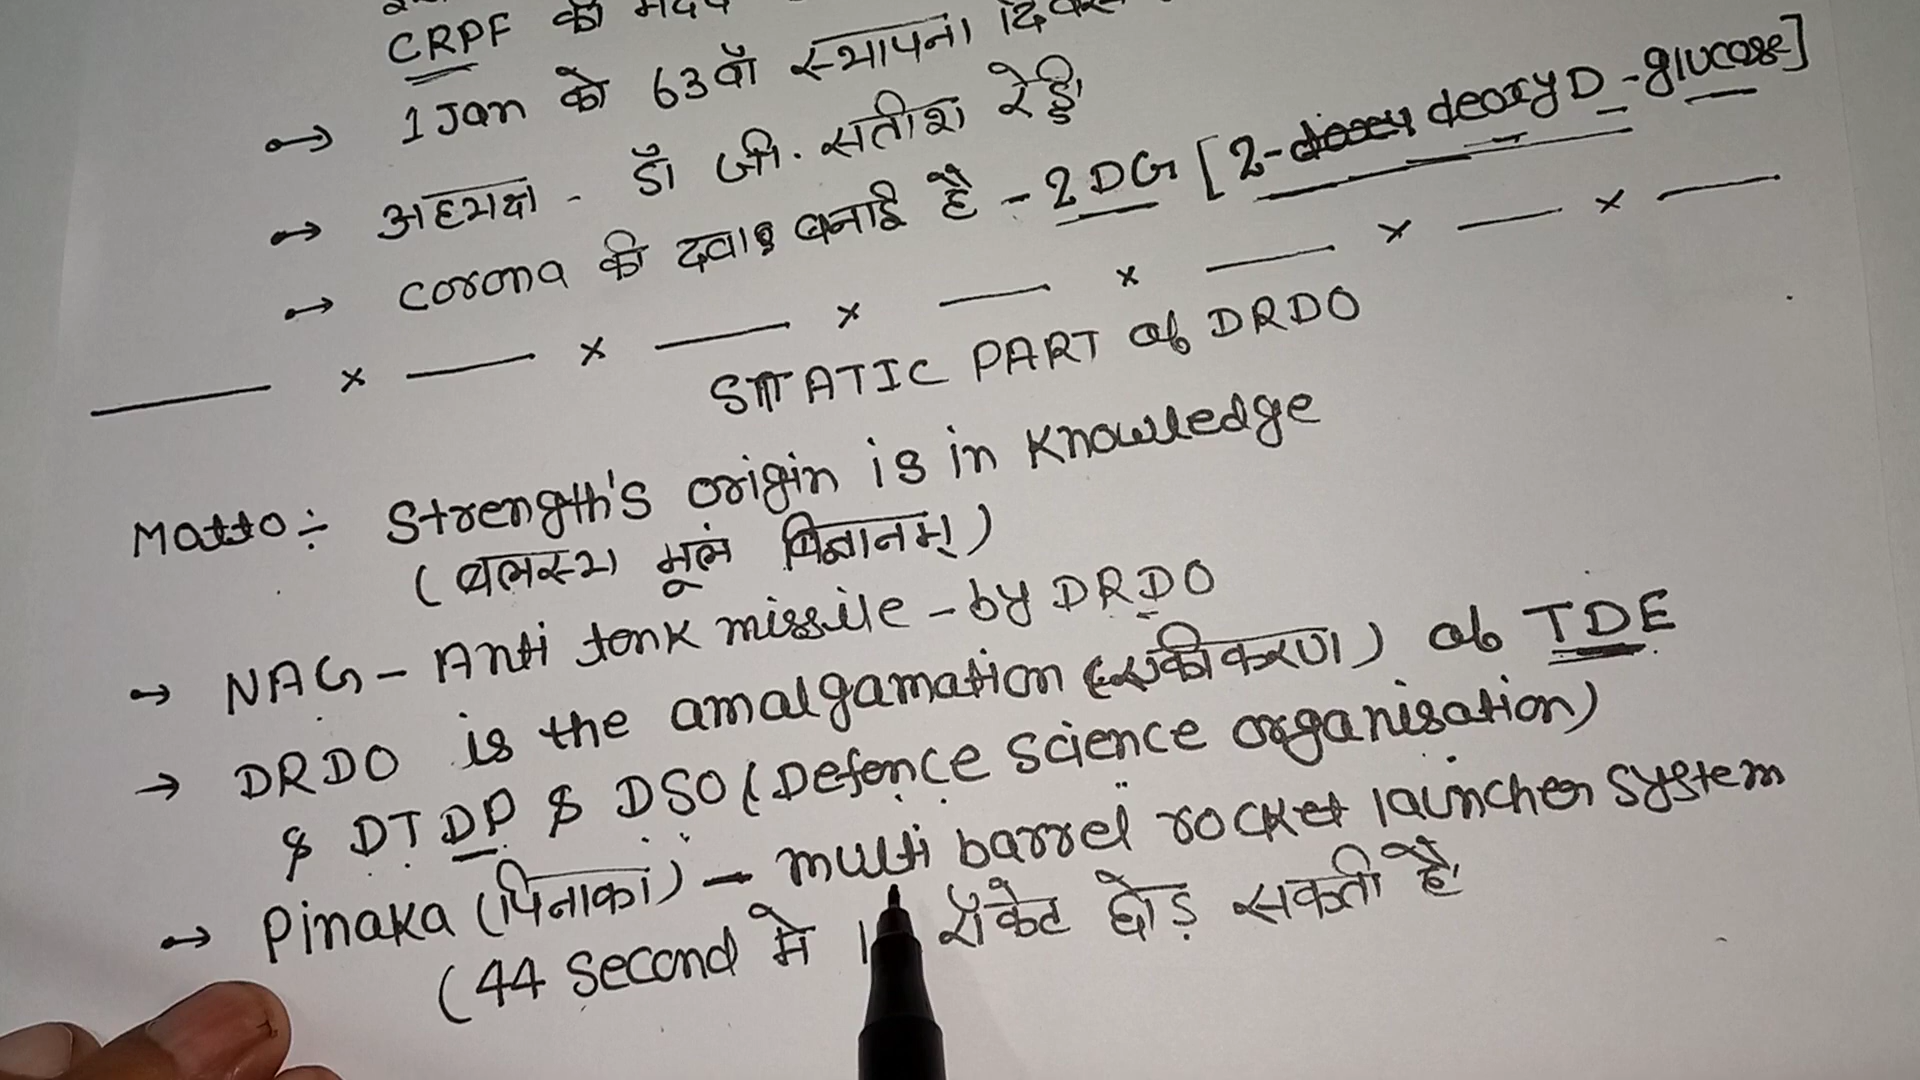 CRPF की मदद
→ 1 Jan को 63वाँ स्थापना दिवस
→ अध्यक्ष - डॉ जी. सतीश रेड्डी
→ corona की दवाई बनाई है - 2DG [2- deoxy D - glucose]
— × — × — × — × — × — × —
STATIC PART of DRDO
Motto ÷ Strength's origin is in Knowledge
(बलस्य मूलं विज्ञानम्)
→ NAG - Anti tank missile - by DRDO
→ DRDO is the amalgamation (एकीकरण) of TDE
& DTDP & DSO (Defence science organisation)
→ Pinaka (पिनाका) - multi barrel rocket launcher system
(44 second मे रॉकेट छोड़ सकती है